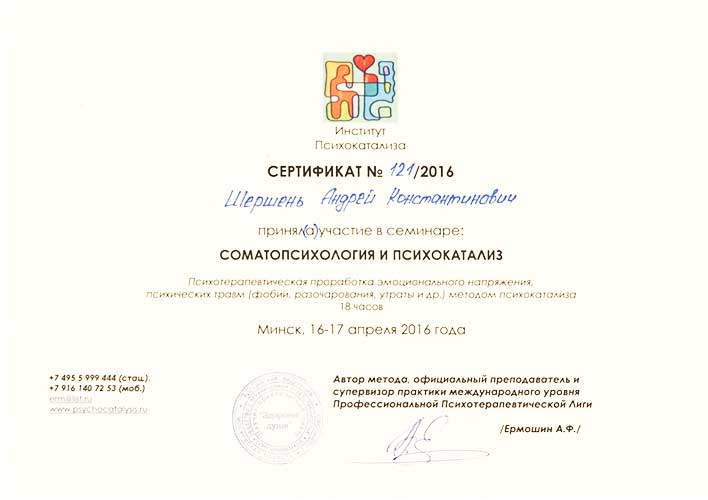 Институт
Психокатализа
СЕРТИФИКАТ № 121/2016
Шершень Андрей Константинович
принял(а) участие в семинаре:
СОМАТОПСИХОЛОГИЯ И ПСИХОКАТАЛИЗ
Психотерапевтическая проработка эмоционального напряжения,
психических травм (фобии, разочарования, утраты и др.) методом психокатализа
18 часов
Минск, 16-17 апреля 2016 года
+7 495 5 999 444 (стац.)
+7 916 140 72 53 (моб.)
erm@list.ru
www.psychocatalysis.ru
Автор метода, официальный преподаватель и
супервизор практики международного уровня
Профессиональной Психотерапевтической Лиги
/Ермошин А.Ф./